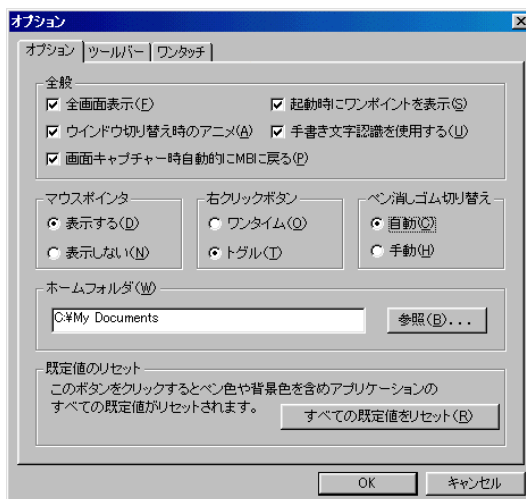 オプション
オプション ツールバー ワンタッチ
全般
全画面表示(F) 起動時にワンポイントを表示(S)
ウインドウ切り替え時のアニメ(A) 手書き文字認識を使用する(U)
画面キャプチャー時自動的にMBIに戻る(P)
マウスポインタ 右クリックボタン ペン消しゴム切り替え
表示する(D) ワンタイム(O) 自動(C)
表示しない(N) トグル(T) 手動(H)
ホームフォルダ(W)
C:¥My Documents 参照(B)...
既定値のリセット
このボタンをクリックするとペン色や背景色を含めアプリケーションの
すべての既定値がリセットされます。 すべての既定値をリセット(R)
OK キャンセル